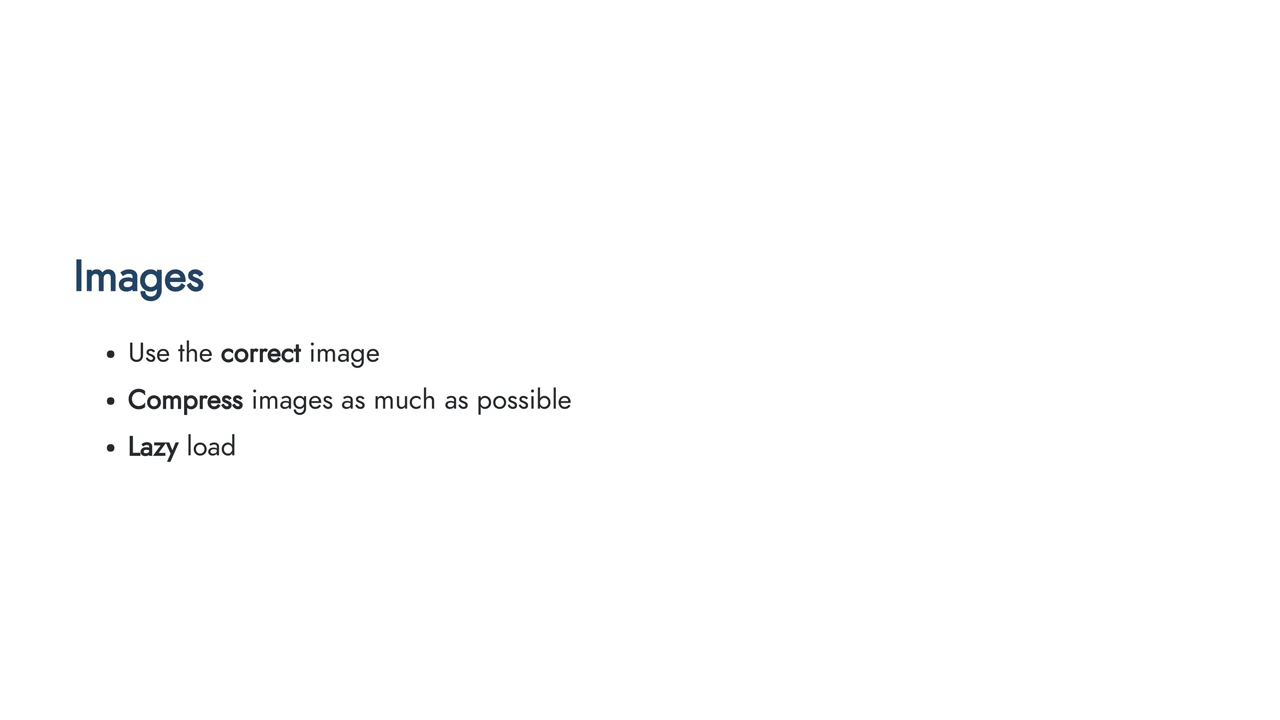 Images
• Use the correct image
• Compress images as much as possible
• Lazy load